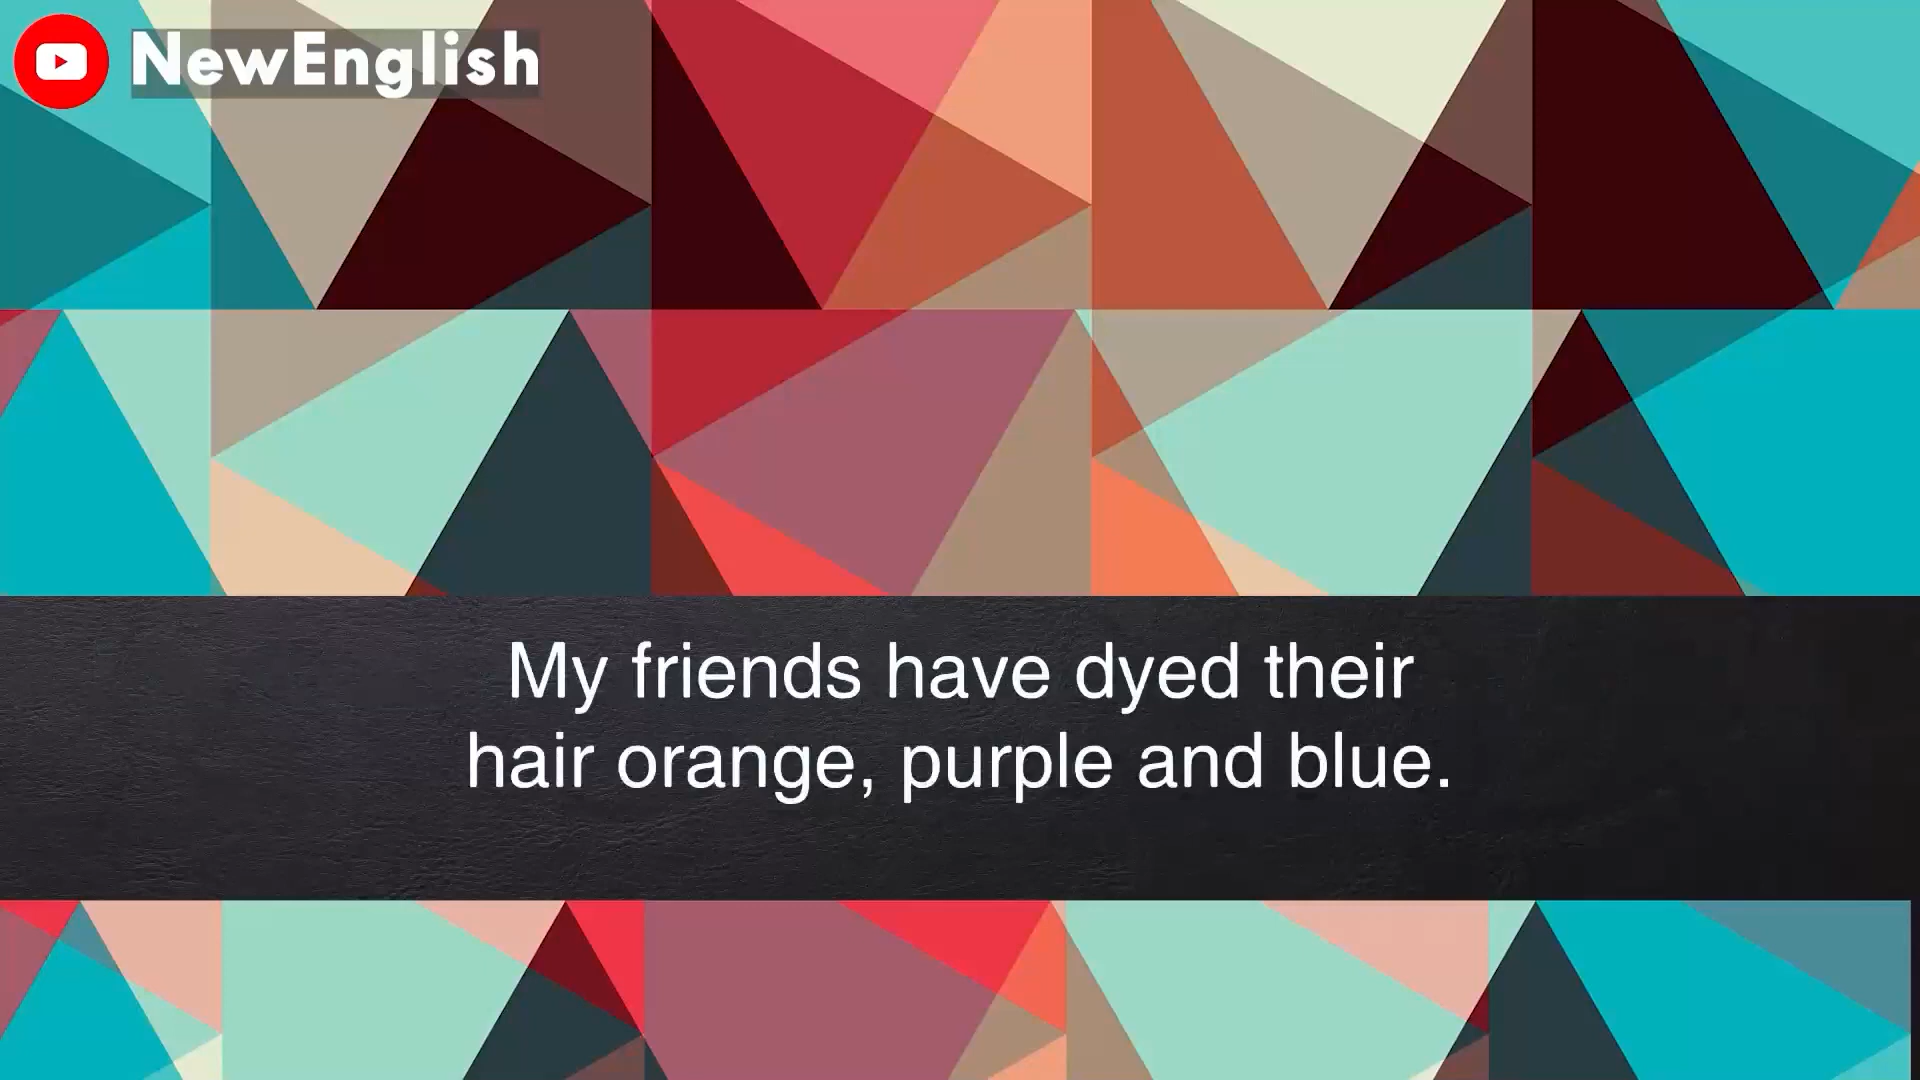 NewEnglish
My friends have dyed their
hair orange, purple and blue.